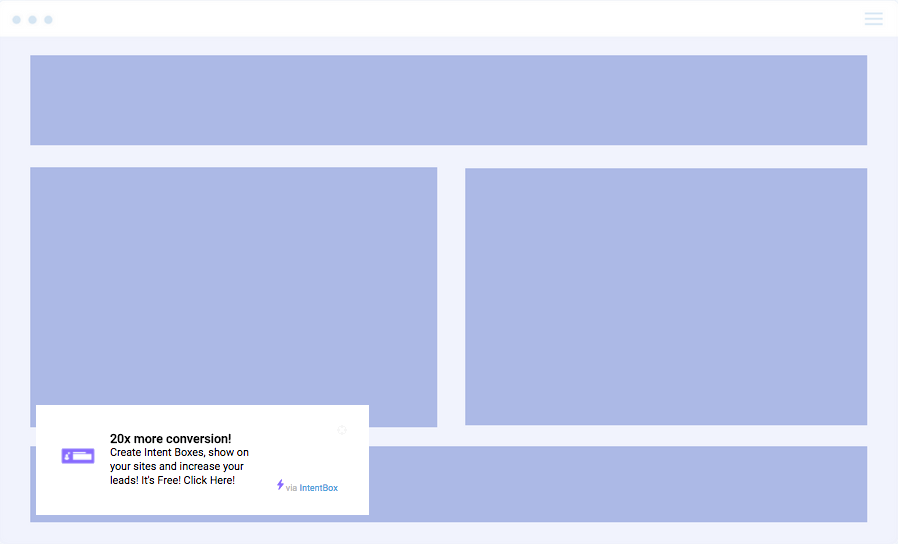 20x more conversion!
Create Intent Boxes, show on
your sites and increase your
leads! It's Free! Click Here!
via IntentBox